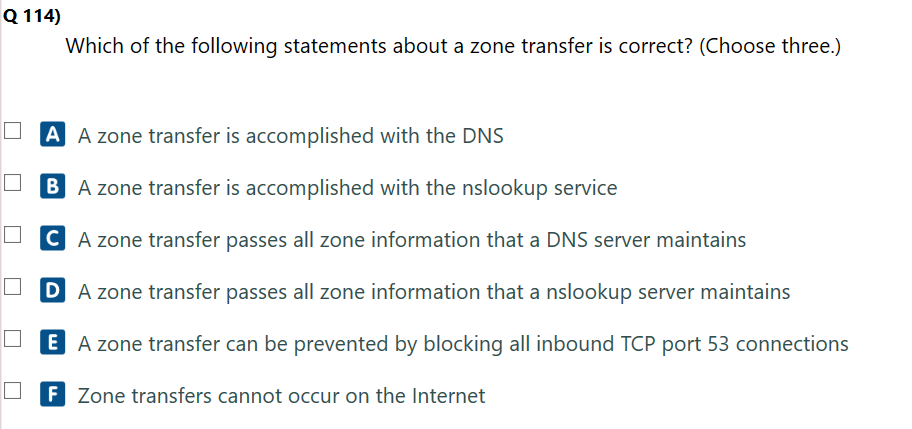 Q 114)
Which of the following statements about a zone transfer is correct? (Choose three.)
A A zone transfer is accomplished with the DNS
B A zone transfer is accomplished with the nslookup service
C A zone transfer passes all zone information that a DNS server maintains
D A zone transfer passes all zone information that a nslookup server maintains
E A zone transfer can be prevented by blocking all inbound TCP port 53 connections
F Zone transfers cannot occur on the Internet